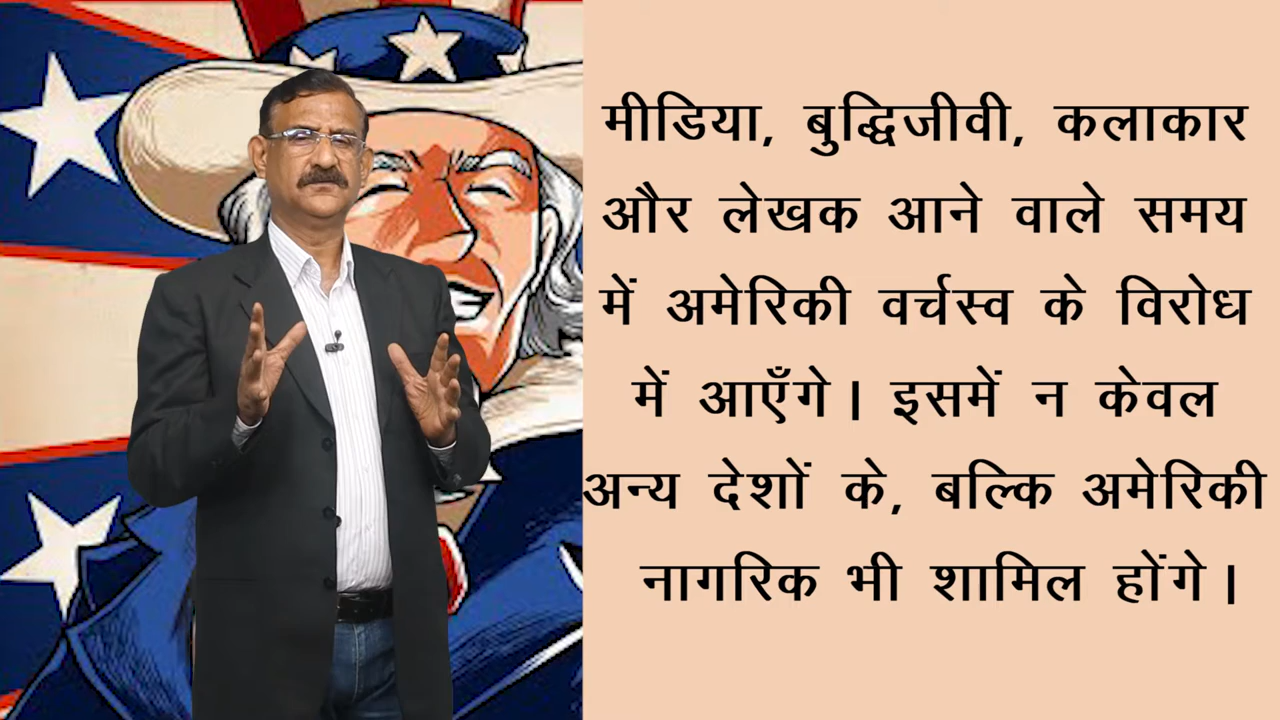 मीडिया, बुद्धिजीवी, कलाकार
और लेखक आने वाले समय
में अमेरिकी वर्चस्व के विरोध
में आएँगे।  इसमें न केवल
अन्य देशों के, बल्कि अमेरिकी
नागरिक भी शामिल होंगे।